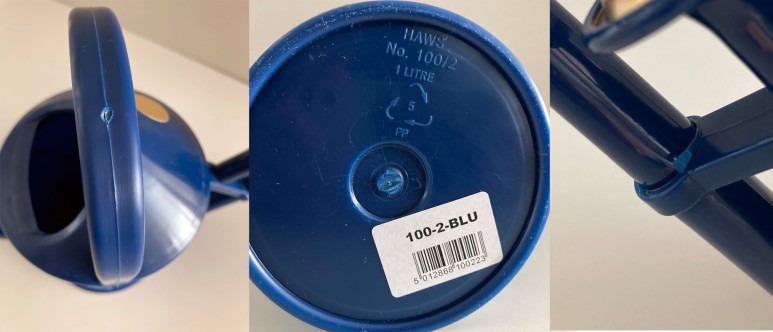 HAWS®
No. 100/2
1 LITRE
5
PP
100-2-BLU
5 012868 100223